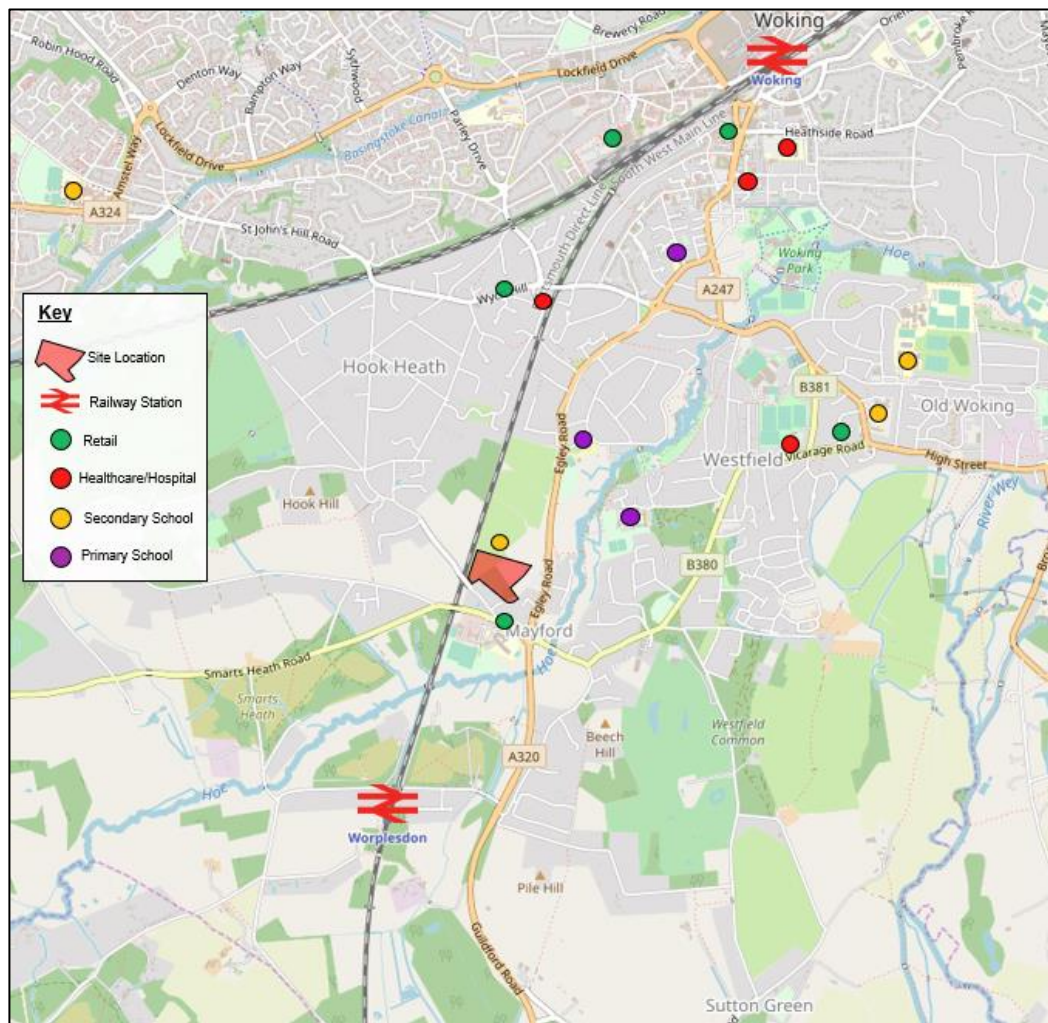 Woking
Brewery Road
Robin Hood Road
Denton Way
Bampton Way
Sythwood
Lockfield Drive
Woking
Lockfield Drive
Basingstoke Canal
Parley Drive
South West Main Line
Heathside Road
Amstel Way
A324
St John's Hill Road
Hoe
Woking Park
A247
Key
Site Location
Railway Station
Retail
Healthcare/Hospital
Secondary School
Primary School
Hook Heath
B381
Old Woking
Egley Road
Westfield
Vicarage Road
High Street
River Wey
Hook Hill
B380
Egley Road
Mayford
Hoe
Smarts Heath Road
Smarts Heath
Beech Hill
Westfield Common
A320
Hoe
Worplesdon
Pile Hill
Guildford Road
Sutton Green